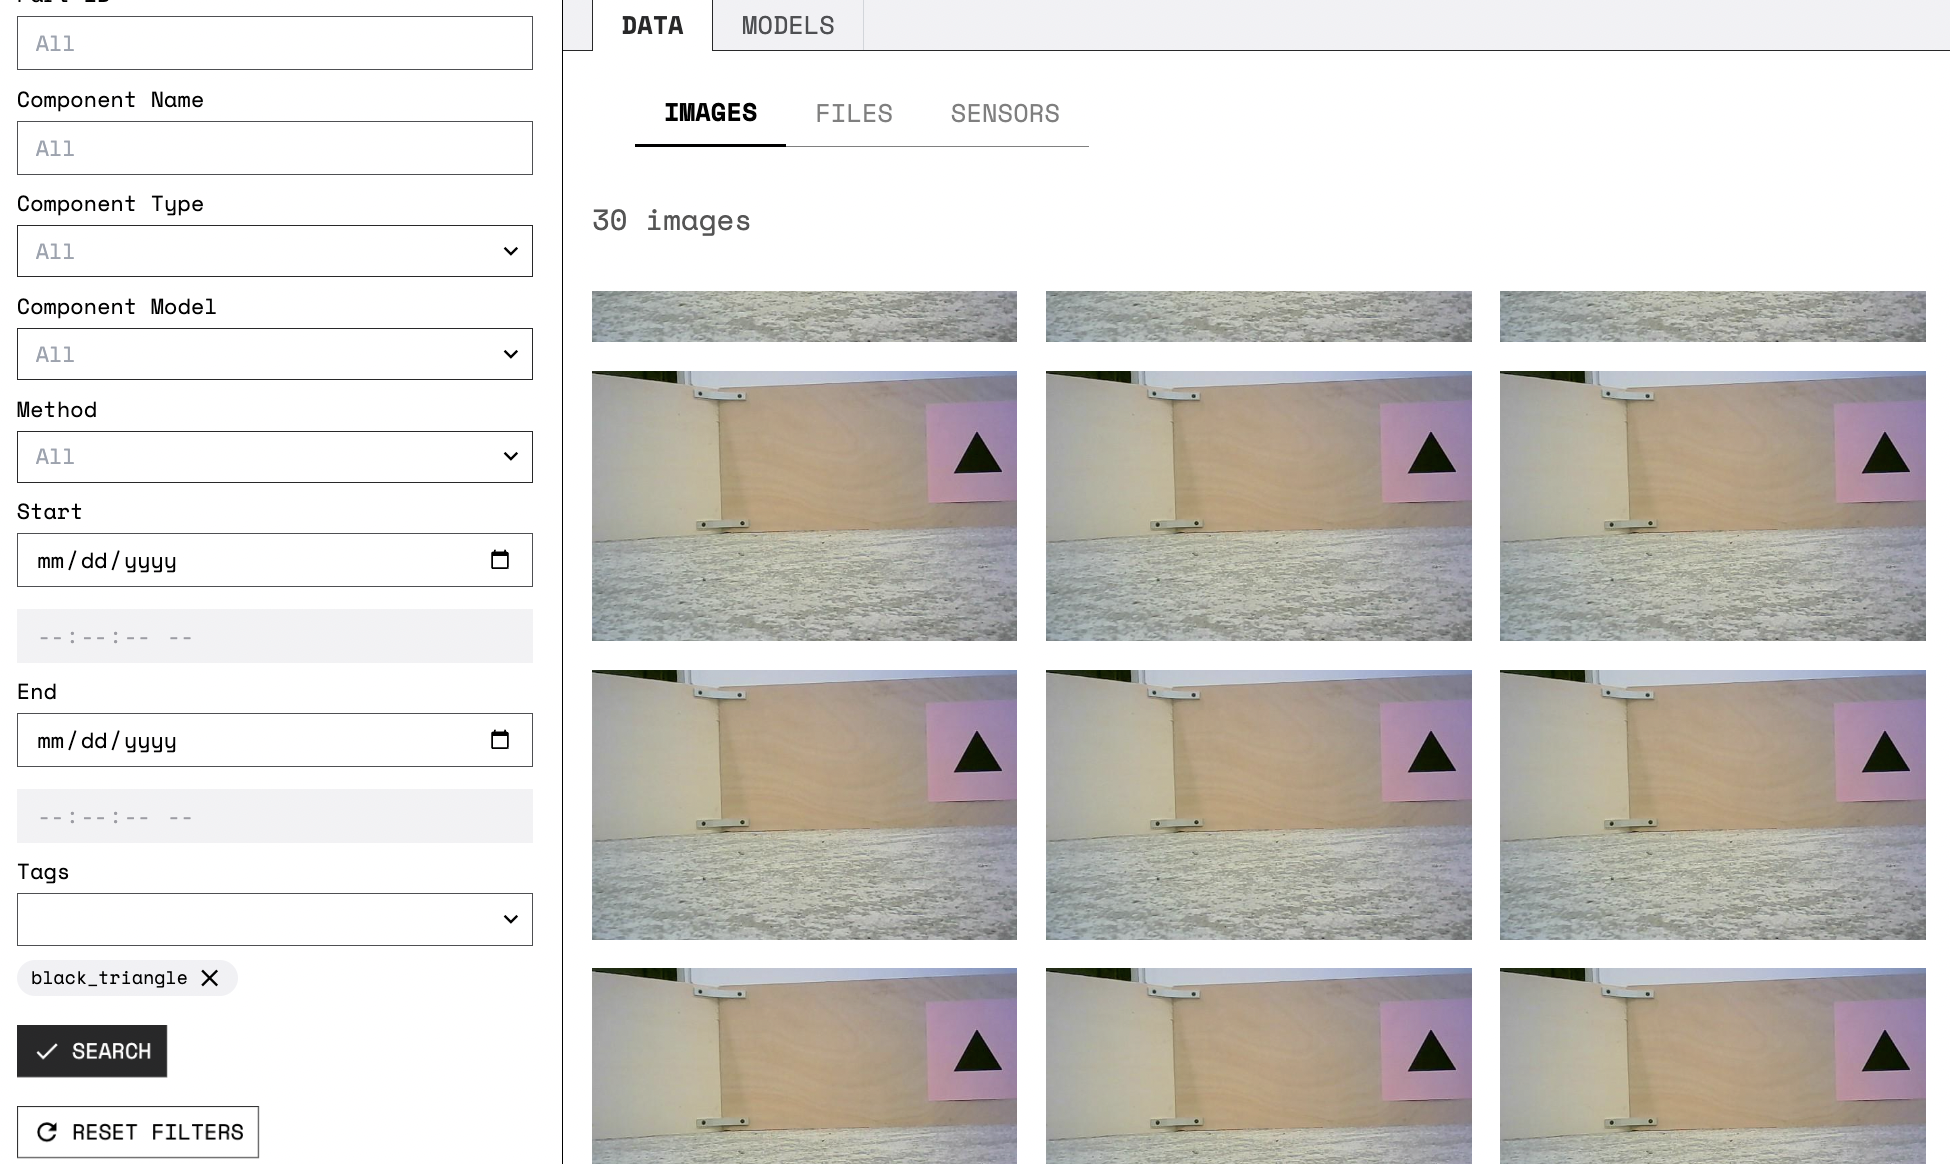 All
Component Name
All
Component Type
All
Component Model
All
Method
All
Start
mm/dd/yyyy
--:--:-- --
End
mm/dd/yyyy
--:--:-- --
Tags
black_triangle
SEARCH
RESET FILTERS
DATA MODELS
IMAGES FILES SENSORS
30 images